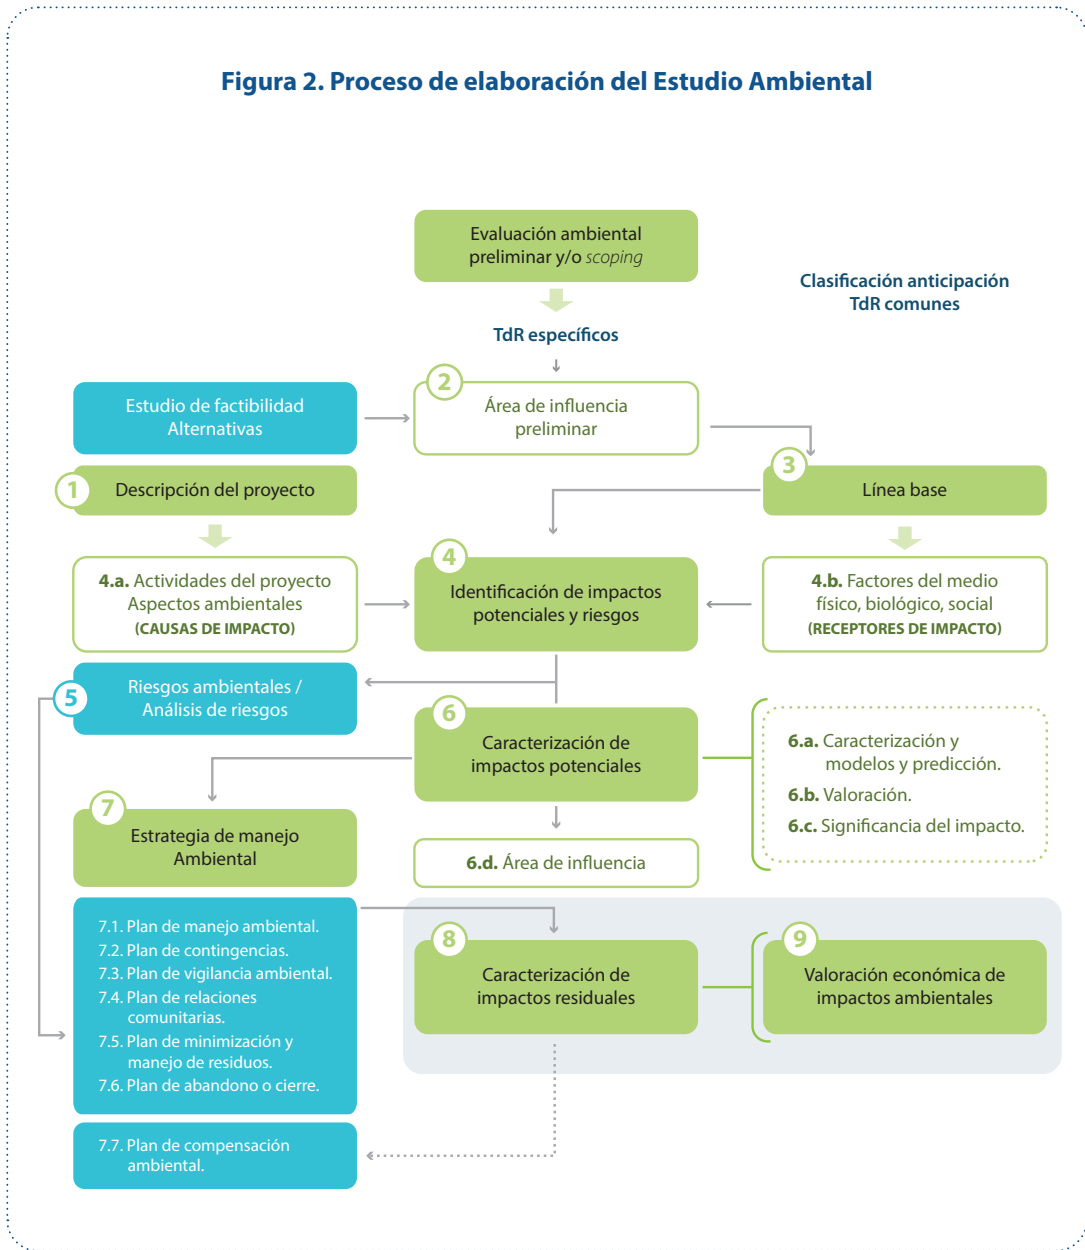 Figura 2. Proceso de elaboración del Estudio Ambiental
Evaluación ambiental
preliminar y/o scoping
Clasificación anticipación
TdR comunes
TdR específicos
Estudio de factibilidad
Alternativas
2
Área de influencia
preliminar
1
Descripción del proyecto
3
Línea base
4.a. Actividades del proyecto
Aspectos ambientales
(CAUSAS DE IMPACTO)
4
Identificación de impactos
potenciales y riesgos
4.b. Factores del medio
físico, biológico, social
(RECEPTORES DE IMPACTO)
5
Riesgos ambientales /
Análisis de riesgos
6
Caracterización de
impactos potenciales
6.a. Caracterización y
modelos y predicción.
6.b. Valoración.
6.c. Significancia del impacto.
7
Estrategia de manejo
Ambiental
6.d. Área de influencia
7.1. Plan de manejo ambiental.
7.2. Plan de contingencias.
7.3. Plan de vigilancia ambiental.
7.4. Plan de relaciones
comunitarias.
7.5. Plan de minimización y
manejo de residuos.
7.6. Plan de abandono o cierre.
8
Caracterización de
impactos residuales
9
Valoración económica de
impactos ambientales
7.7. Plan de compensación
ambiental.